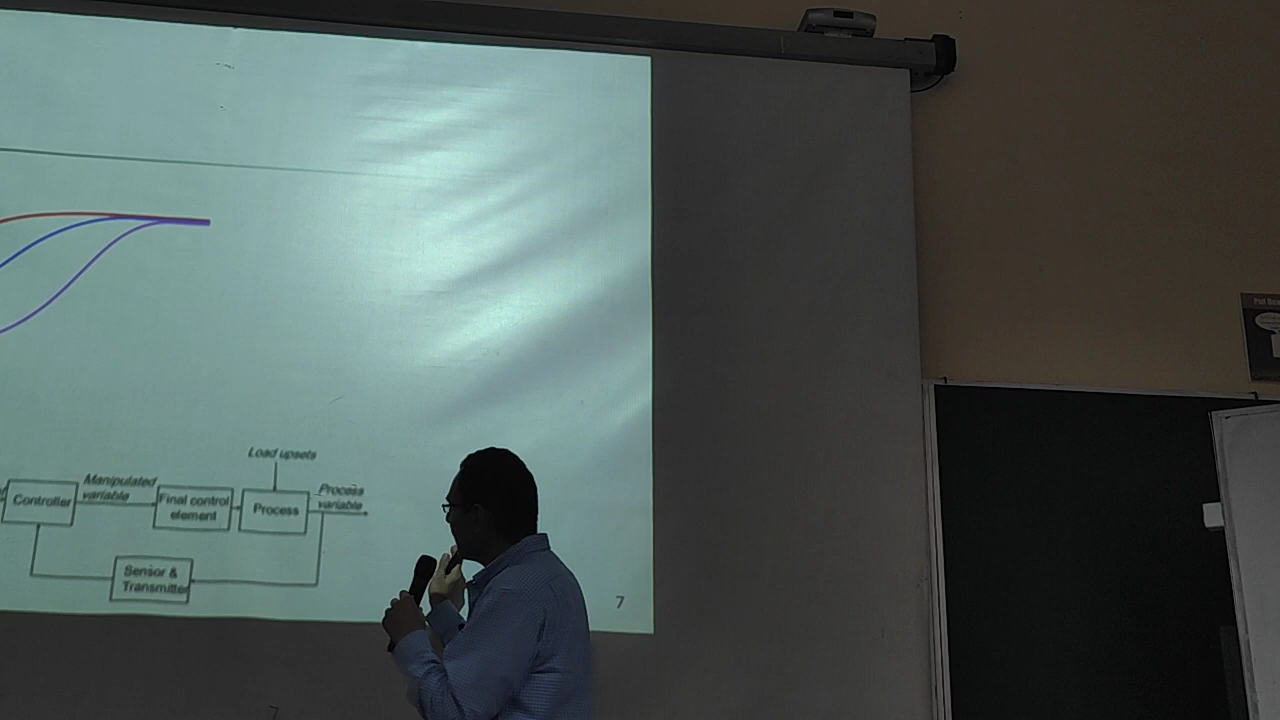 Load upsets
Manipulated
variable
Process
variable
Controller
Final control
element
Process
Sensor &
Transmitter
7